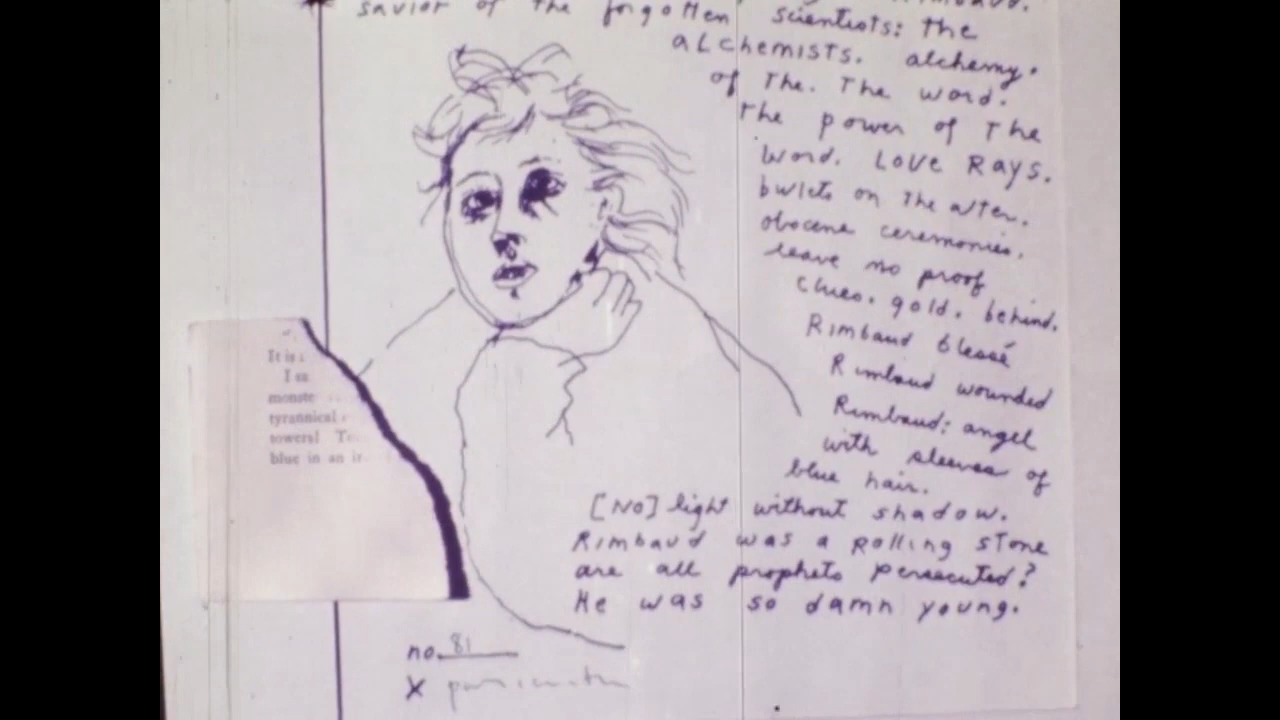 savior of the forgotten scientists: the
alchemists. alchemy.
of the. the word.
the power of the
word. LOVE RAYS.
bullets on the alter.
obscene ceremonies.
leave no proof
clues. gold. behind.
Rimbaud blessé
Rimbaud wounded
Rimbaud: angel
with sleeves of
blue hair.
[NO] light without shadow.
Rimbaud was a rolling stone
are all prophets persecuted?
He was so damn young.
It is
I
monste
tyrannical
towers! To
blue in an
no. 81
X